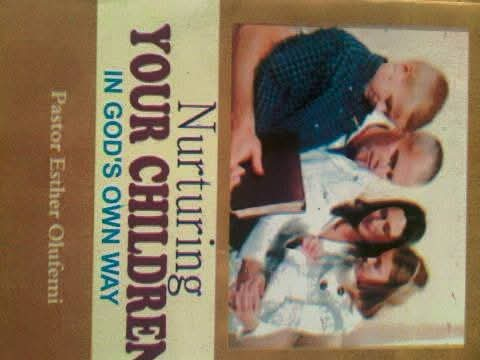 Nurturing
YOUR CHILDREN
IN GOD'S OWN WAY
Pastor Esther Olufemi